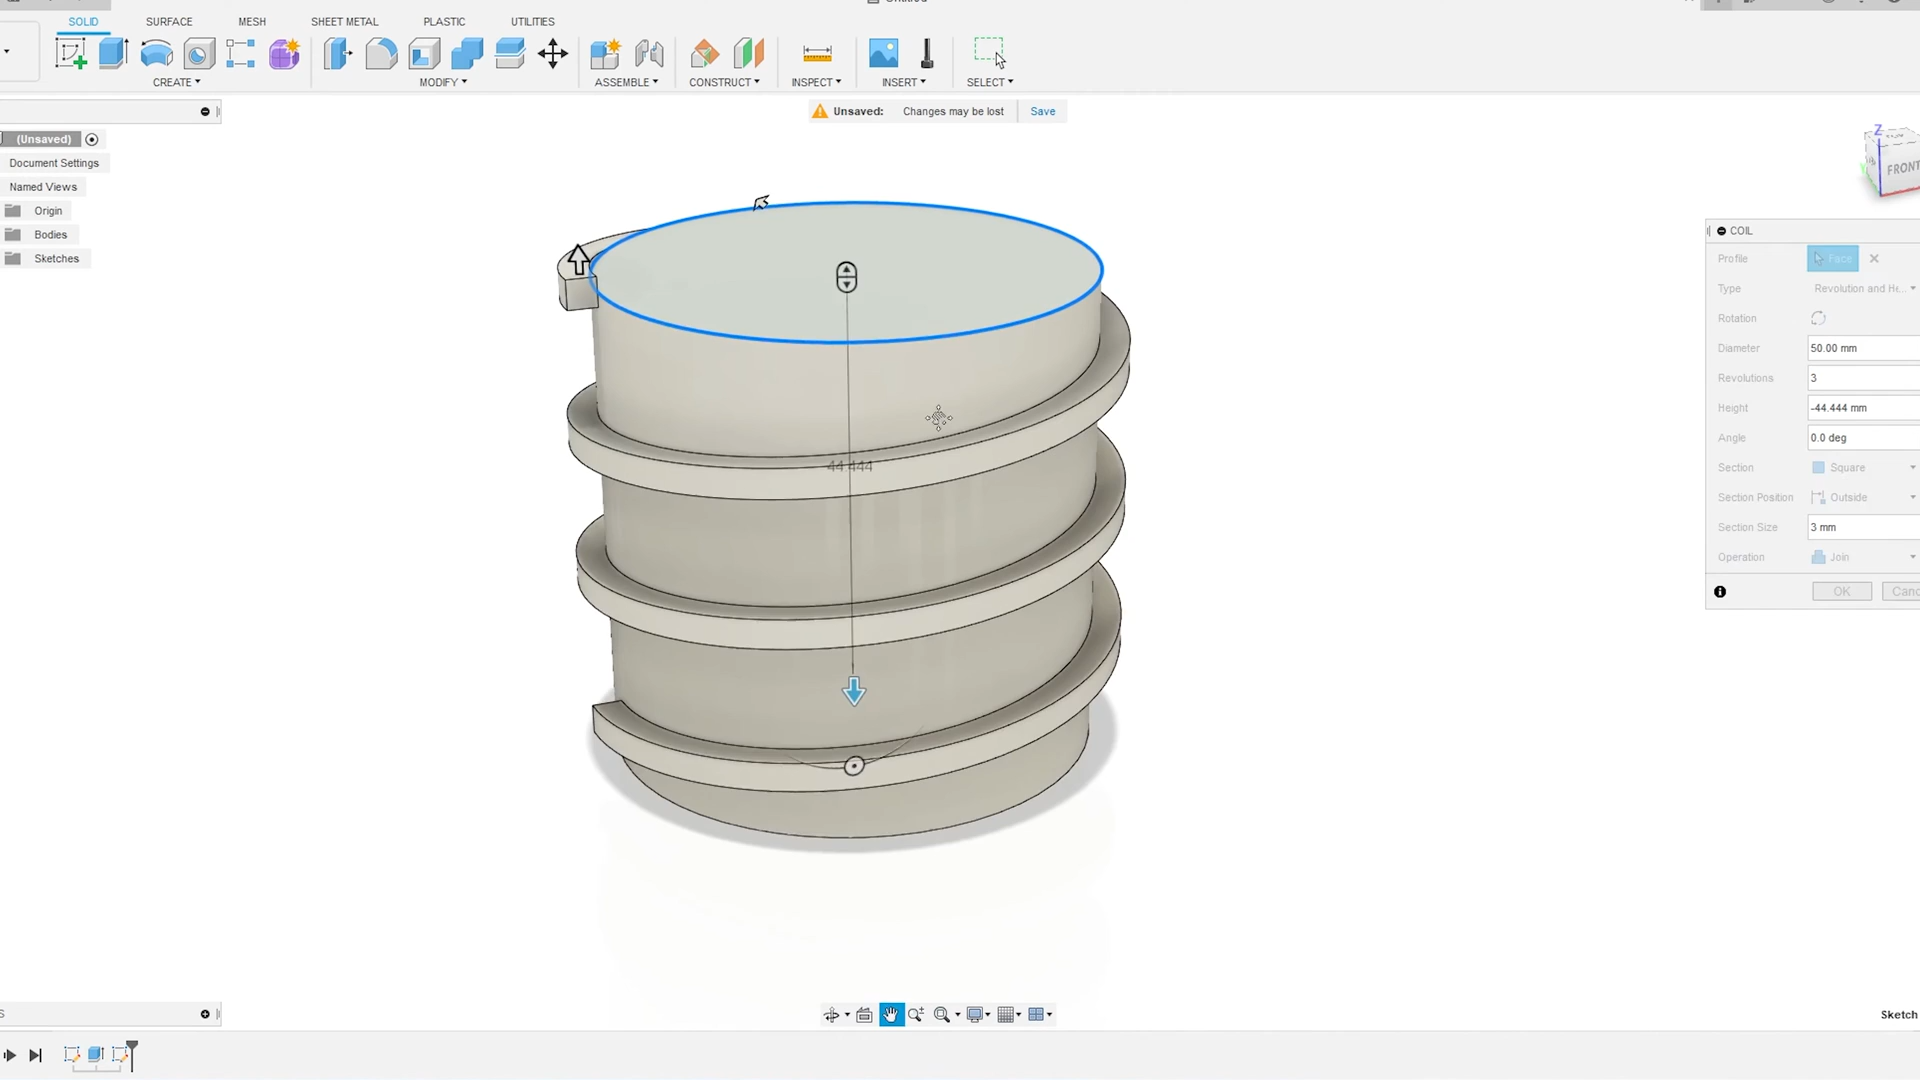 Untitled
SOLID SURFACE MESH SHEET METAL PLASTIC UTILITIES
CREATE MODIFY ASSEMBLE CONSTRUCT INSPECT INSERT SELECT
Unsaved: Changes may be lost Save
(Unsaved)
Document Settings
Named Views
Origin
Bodies
Sketches
Z
FRONT
44.444
COIL
Profile Face
Type Revolution and He...
Rotation
Diameter 50.00 mm
Revolutions 3
Height -44.444 mm
Angle 0.0 deg
Section Square
Section Position Outside
Section Size 3 mm
Operation Join
OK Canc
S
Sketch